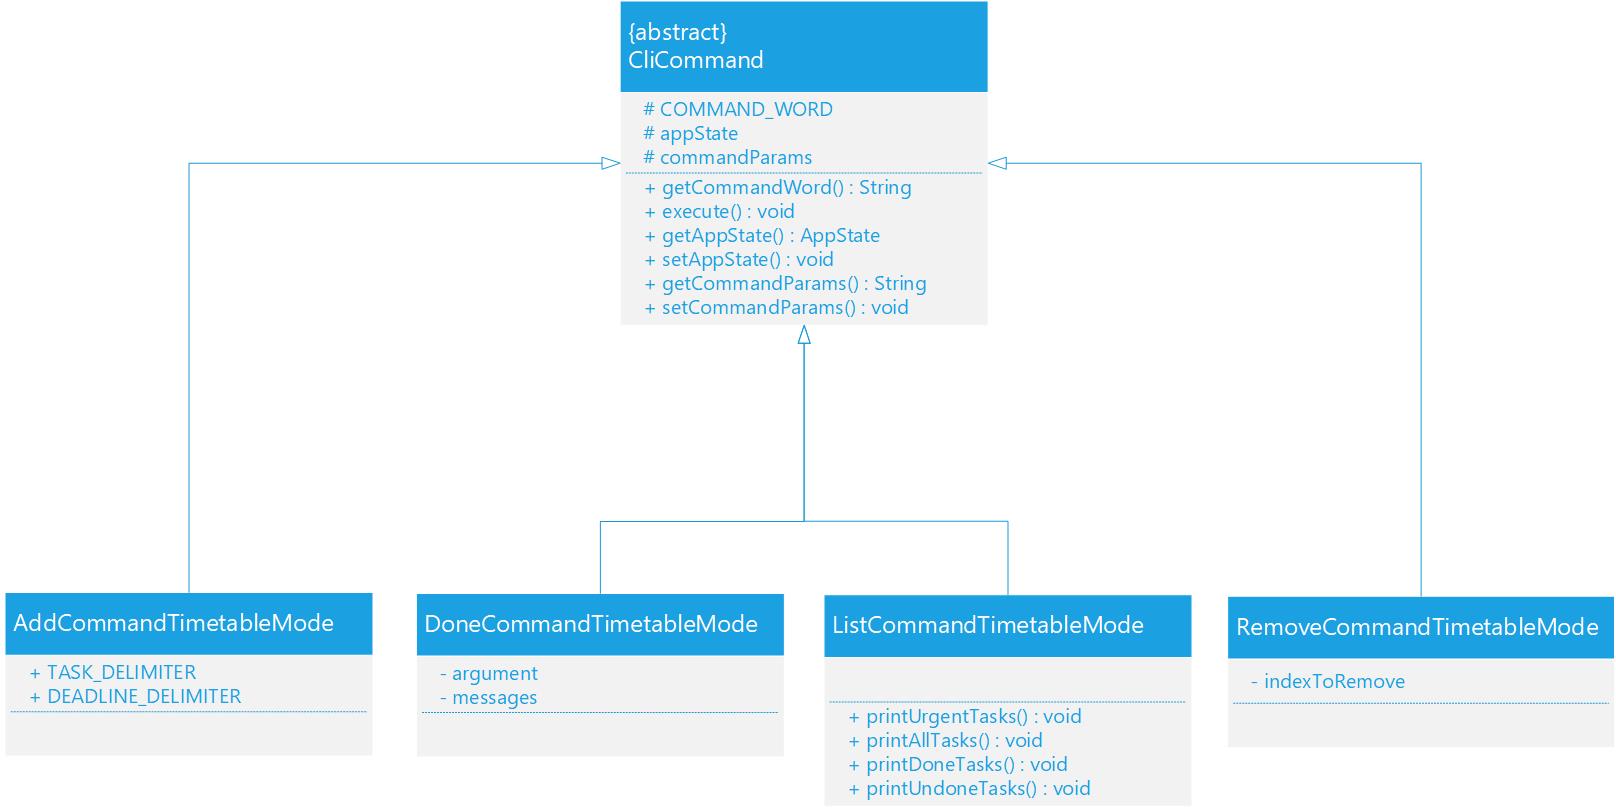 {abstract}
CliCommand
# COMMAND_WORD
# appState
# commandParams
+ getCommandWord() : String
+ execute() : void
+ getAppState() : AppState
+ setAppState() : void
+ getCommandParams() : String
+ setCommandParams() : void
AddCommandTimetableMode
+ TASK_DELIMITER
+ DEADLINE_DELIMITER
DoneCommandTimetableMode
- argument
- messages
ListCommandTimetableMode
+ printUrgentTasks() : void
+ printAllTasks() : void
+ printDoneTasks() : void
+ printUndoneTasks() : void
RemoveCommandTimetableMode
- indexToRemove